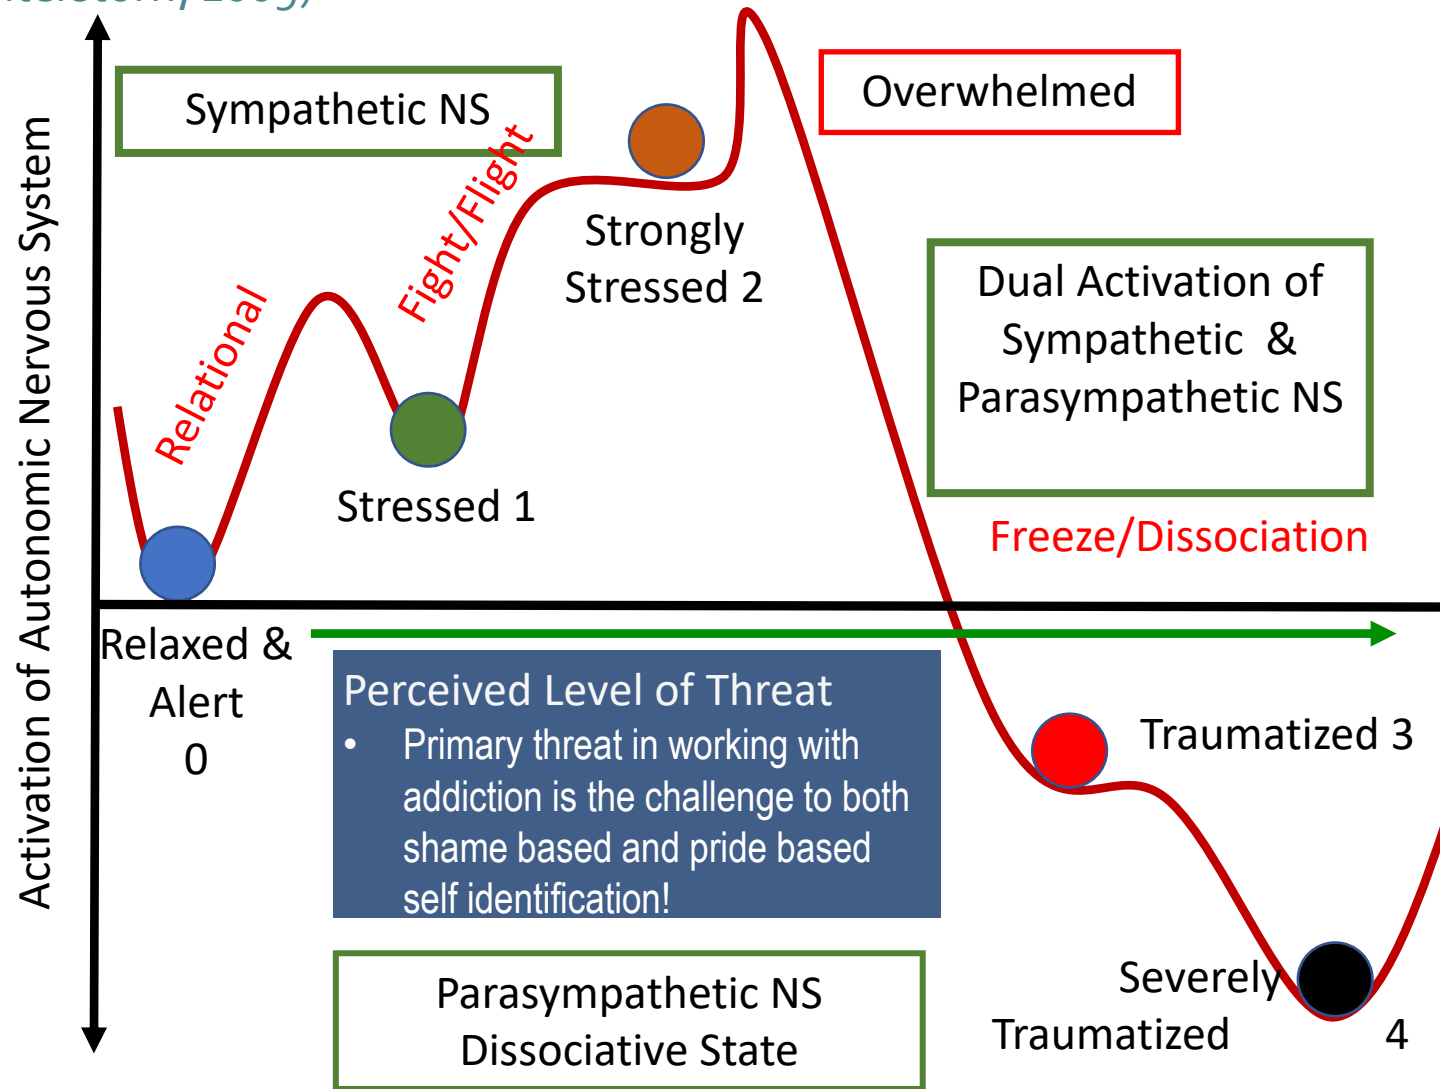 2009)
Sympathetic NS
Overwhelmed
Activation of Autonomic Nervous System
Relational
Fight/Flight
Strongly
Stressed 2
Dual Activation of
Sympathetic &
Parasympathetic NS
Stressed 1
Freeze/Dissociation
Relaxed &
Alert
0
Perceived Level of Threat
• Primary threat in working with
addiction is the challenge to both
shame based and pride based
self identification!
Traumatized 3
Parasympathetic NS
Dissociative State
Severely
Traumatized 4